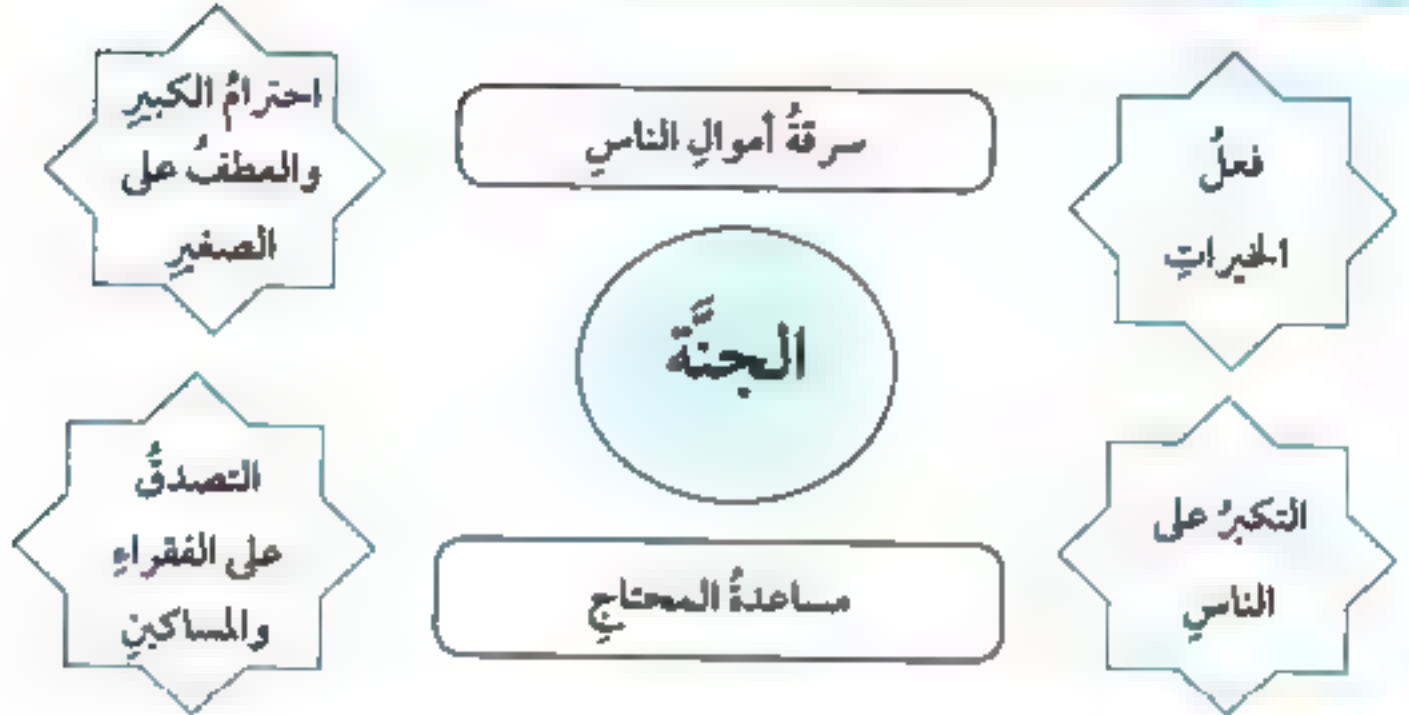 فعلُ
الخيراتِ
سرقةُ أموالِ الناسِ
احترامُ الكبيرِ
والعطفُ على
الصغيرِ
الجنَّة
التكبرُ على
الناسِ
مساعدةُ المحتاجِ
التصدقُ
على الفقراءِ
والمساكينِ